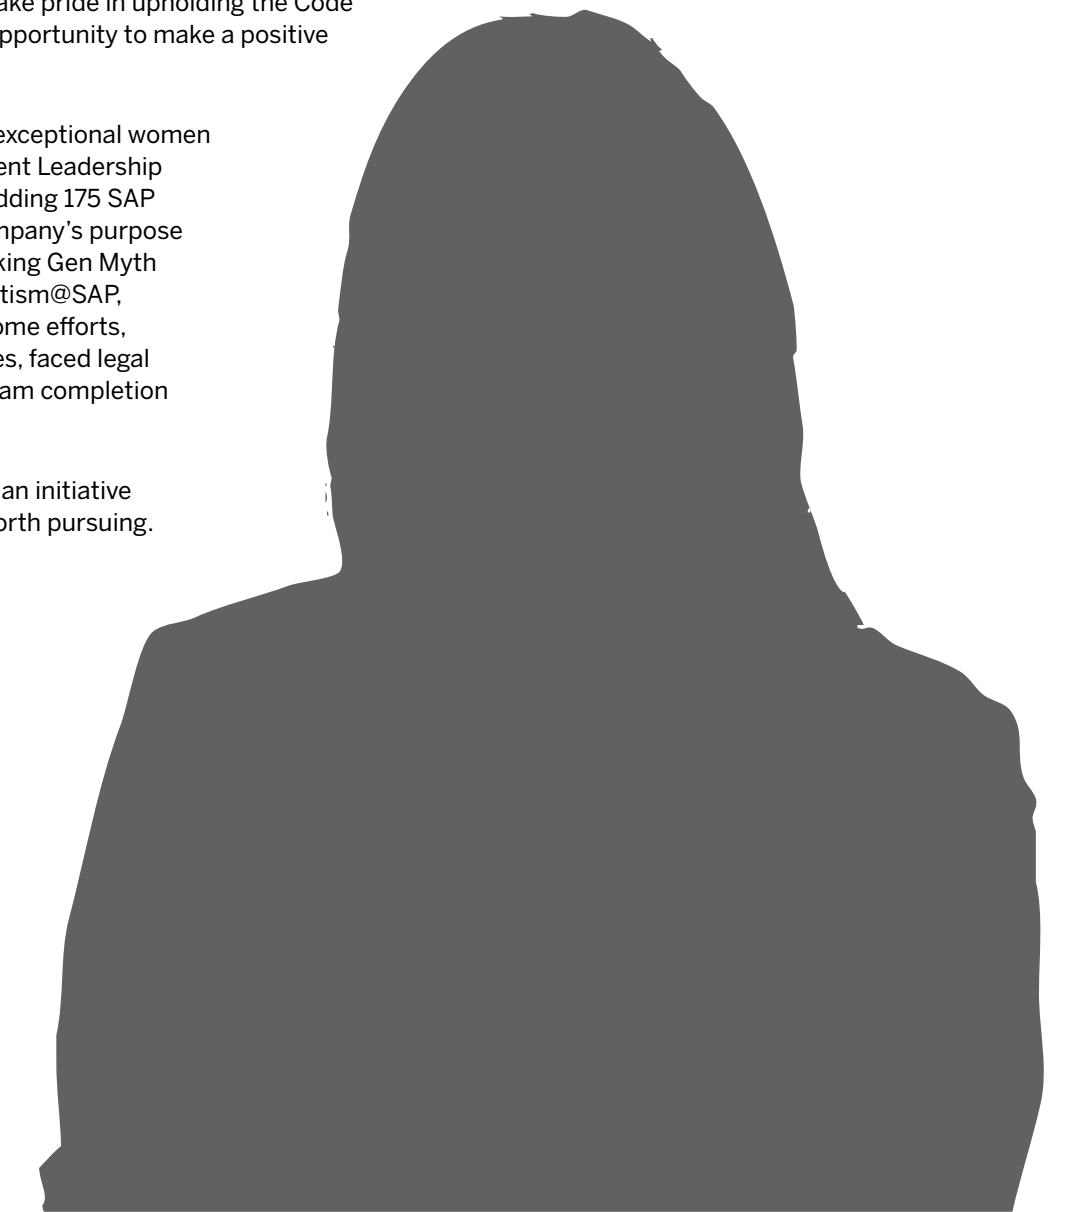 ake pride in upholding the Code
pportunity to make a positive
exceptional women
ent Leadership
dding 175 SAP
mpany’s purpose
king Gen Myth
tism@SAP,
ome efforts,
es, faced legal
am completion
an initiative
orth pursuing.